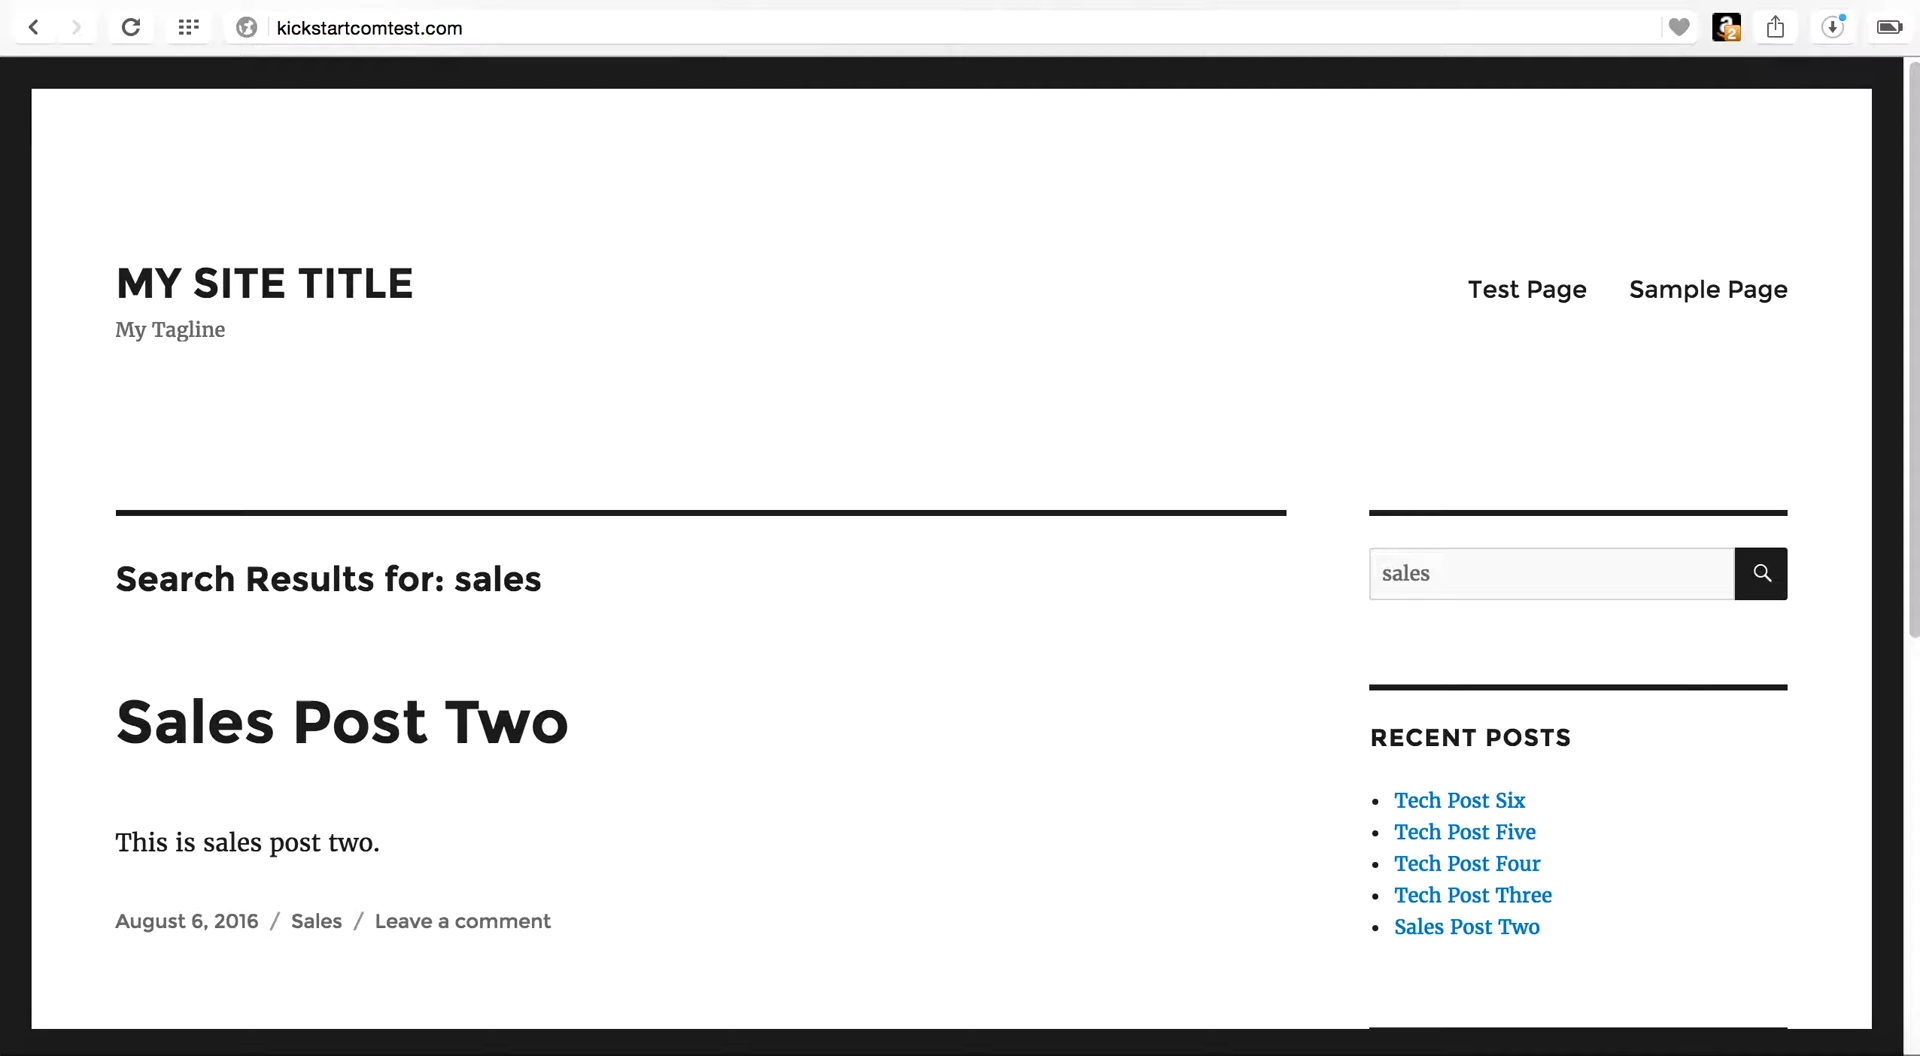 kickstartcomtest.com
2
MY SITE TITLE
My Tagline
Test Page
Sample Page
Search Results for: sales
Sales Post Two
This is sales post two.
August 6, 2016 / Sales / Leave a comment
sales
RECENT POSTS
Tech Post Six
Tech Post Five
Tech Post Four
Tech Post Three
Sales Post Two